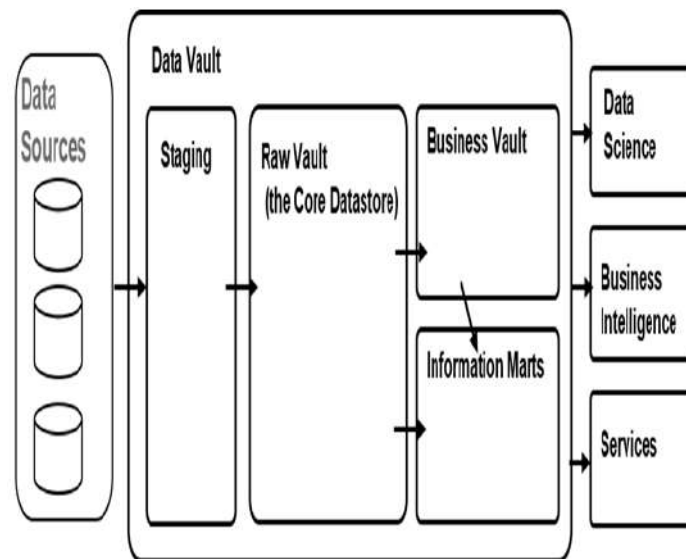 Data
Sources
Data Vault
Staging
Raw Vault
(the Core Datastore)
Business Vault
Information Marts
Data
Science
Business
Intelligence
Services